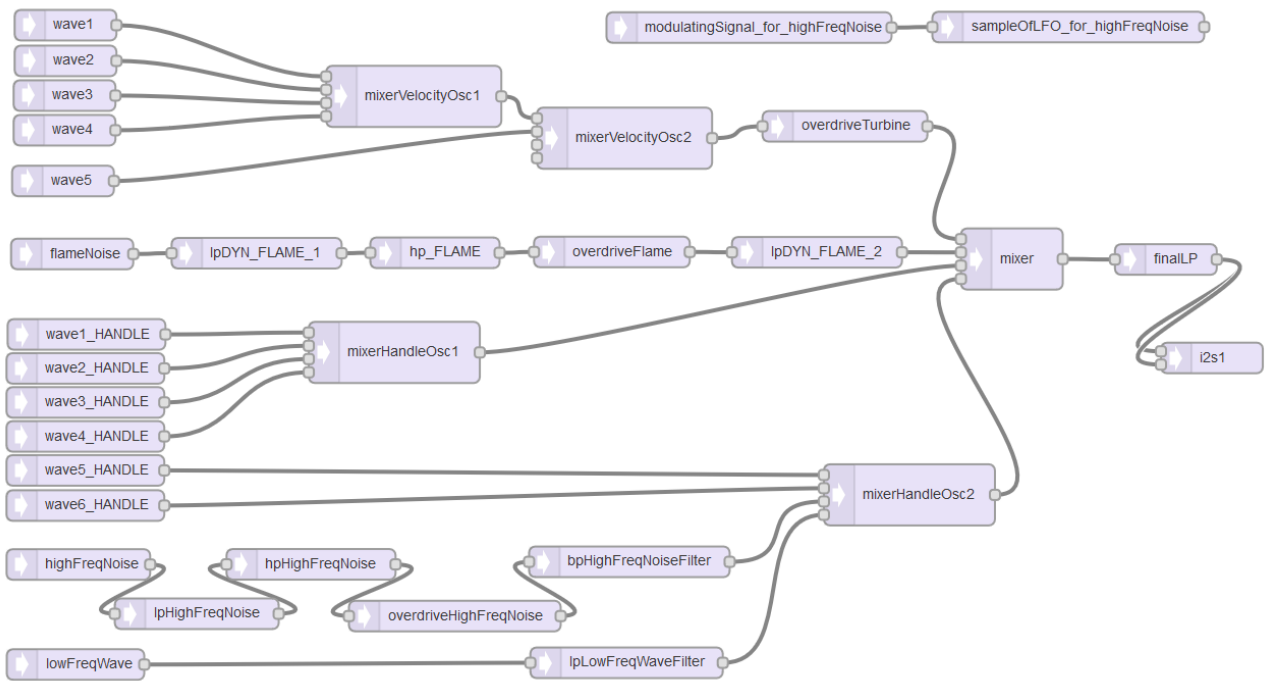 wave1
modulatingSignal_for_highFreqNoise
sampleOfLFO_for_highFreqNoise
wave2
wave3
mixerVelocityOsc1
wave4
mixerVelocityOsc2
overdriveTurbine
wave5
flameNoise
lpDYN_FLAME_1
hp_FLAME
overdriveFlame
lpDYN_FLAME_2
mixer
finalLP
wave1_HANDLE
mixerHandleOsc1
i2s1
wave2_HANDLE
wave3_HANDLE
wave4_HANDLE
wave5_HANDLE
wave6_HANDLE
mixerHandleOsc2
highFreqNoise
hpHighFreqNoise
bpHighFreqNoiseFilter
lpHighFreqNoise
overdriveHighFreqNoise
lowFreqWave
lpLowFreqWaveFilter